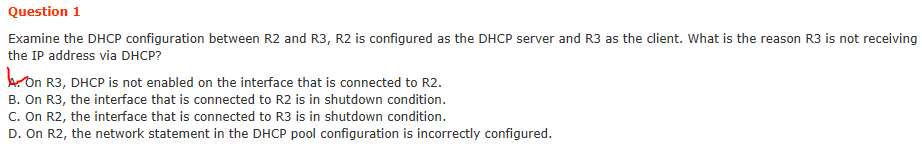 Question 1
Examine the DHCP configuration between R2 and R3, R2 is configured as the DHCP server and R3 as the client. What is the reason R3 is not receiving
the IP address via DHCP?
A. On R3, DHCP is not enabled on the interface that is connected to R2.
B. On R3, the interface that is connected to R2 is in shutdown condition.
C. On R2, the interface that is connected to R3 is in shutdown condition.
D. On R2, the network statement in the DHCP pool configuration is incorrectly configured.